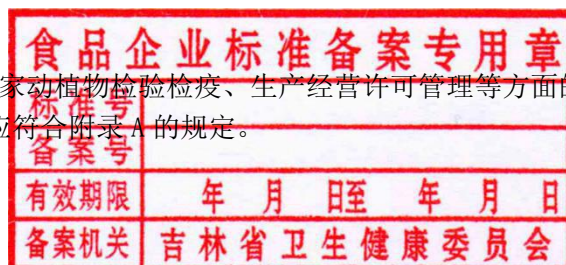 食品企业标准备案专用章
家动植物检验检疫、生产经营许可管理等方面的
标准号
应符合附录 A 的规定。
备案号
有效期限 年 月 日至 年 月 日
备案机关 吉林省卫生健康委员会